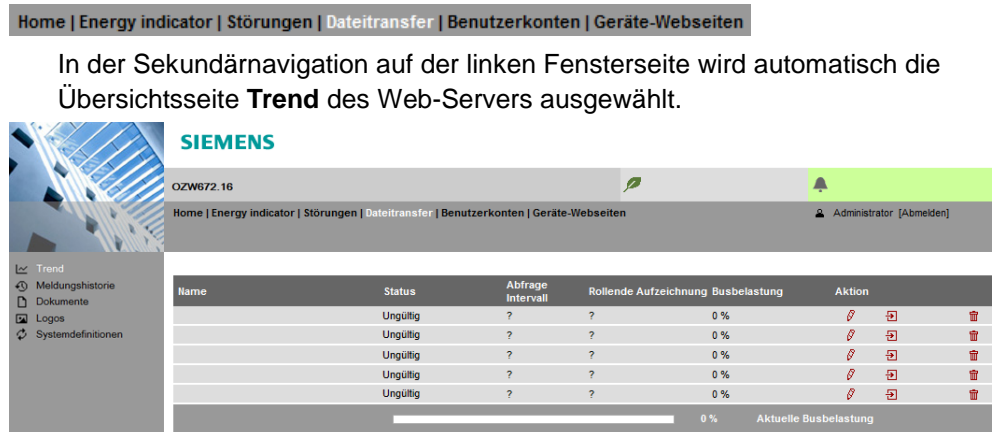 Home | Energy indicator | Störungen | Dateitransfer | Benutzerkonten | Geräte-Webseiten
In der Sekundärnavigation auf der linken Fensterseite wird automatisch die
Übersichtsseite Trend des Web-Servers ausgewählt.
SIEMENS
OZW672.16
Home | Energy indicator | Störungen | Dateitransfer | Benutzerkonten | Geräte-Webseiten
Administrator [Abmelden]
Trend
Meldungshistorie
Dokumente
Logos
Systemdefinitionen
Name Status Abfrage Intervall Rollende Aufzeichnung Busbelastung Aktion
Ungültig ? ? 0 %
Ungültig ? ? 0 %
Ungültig ? ? 0 %
Ungültig ? ? 0 %
Ungültig ? ? 0 %
0 % Aktuelle Busbelastung